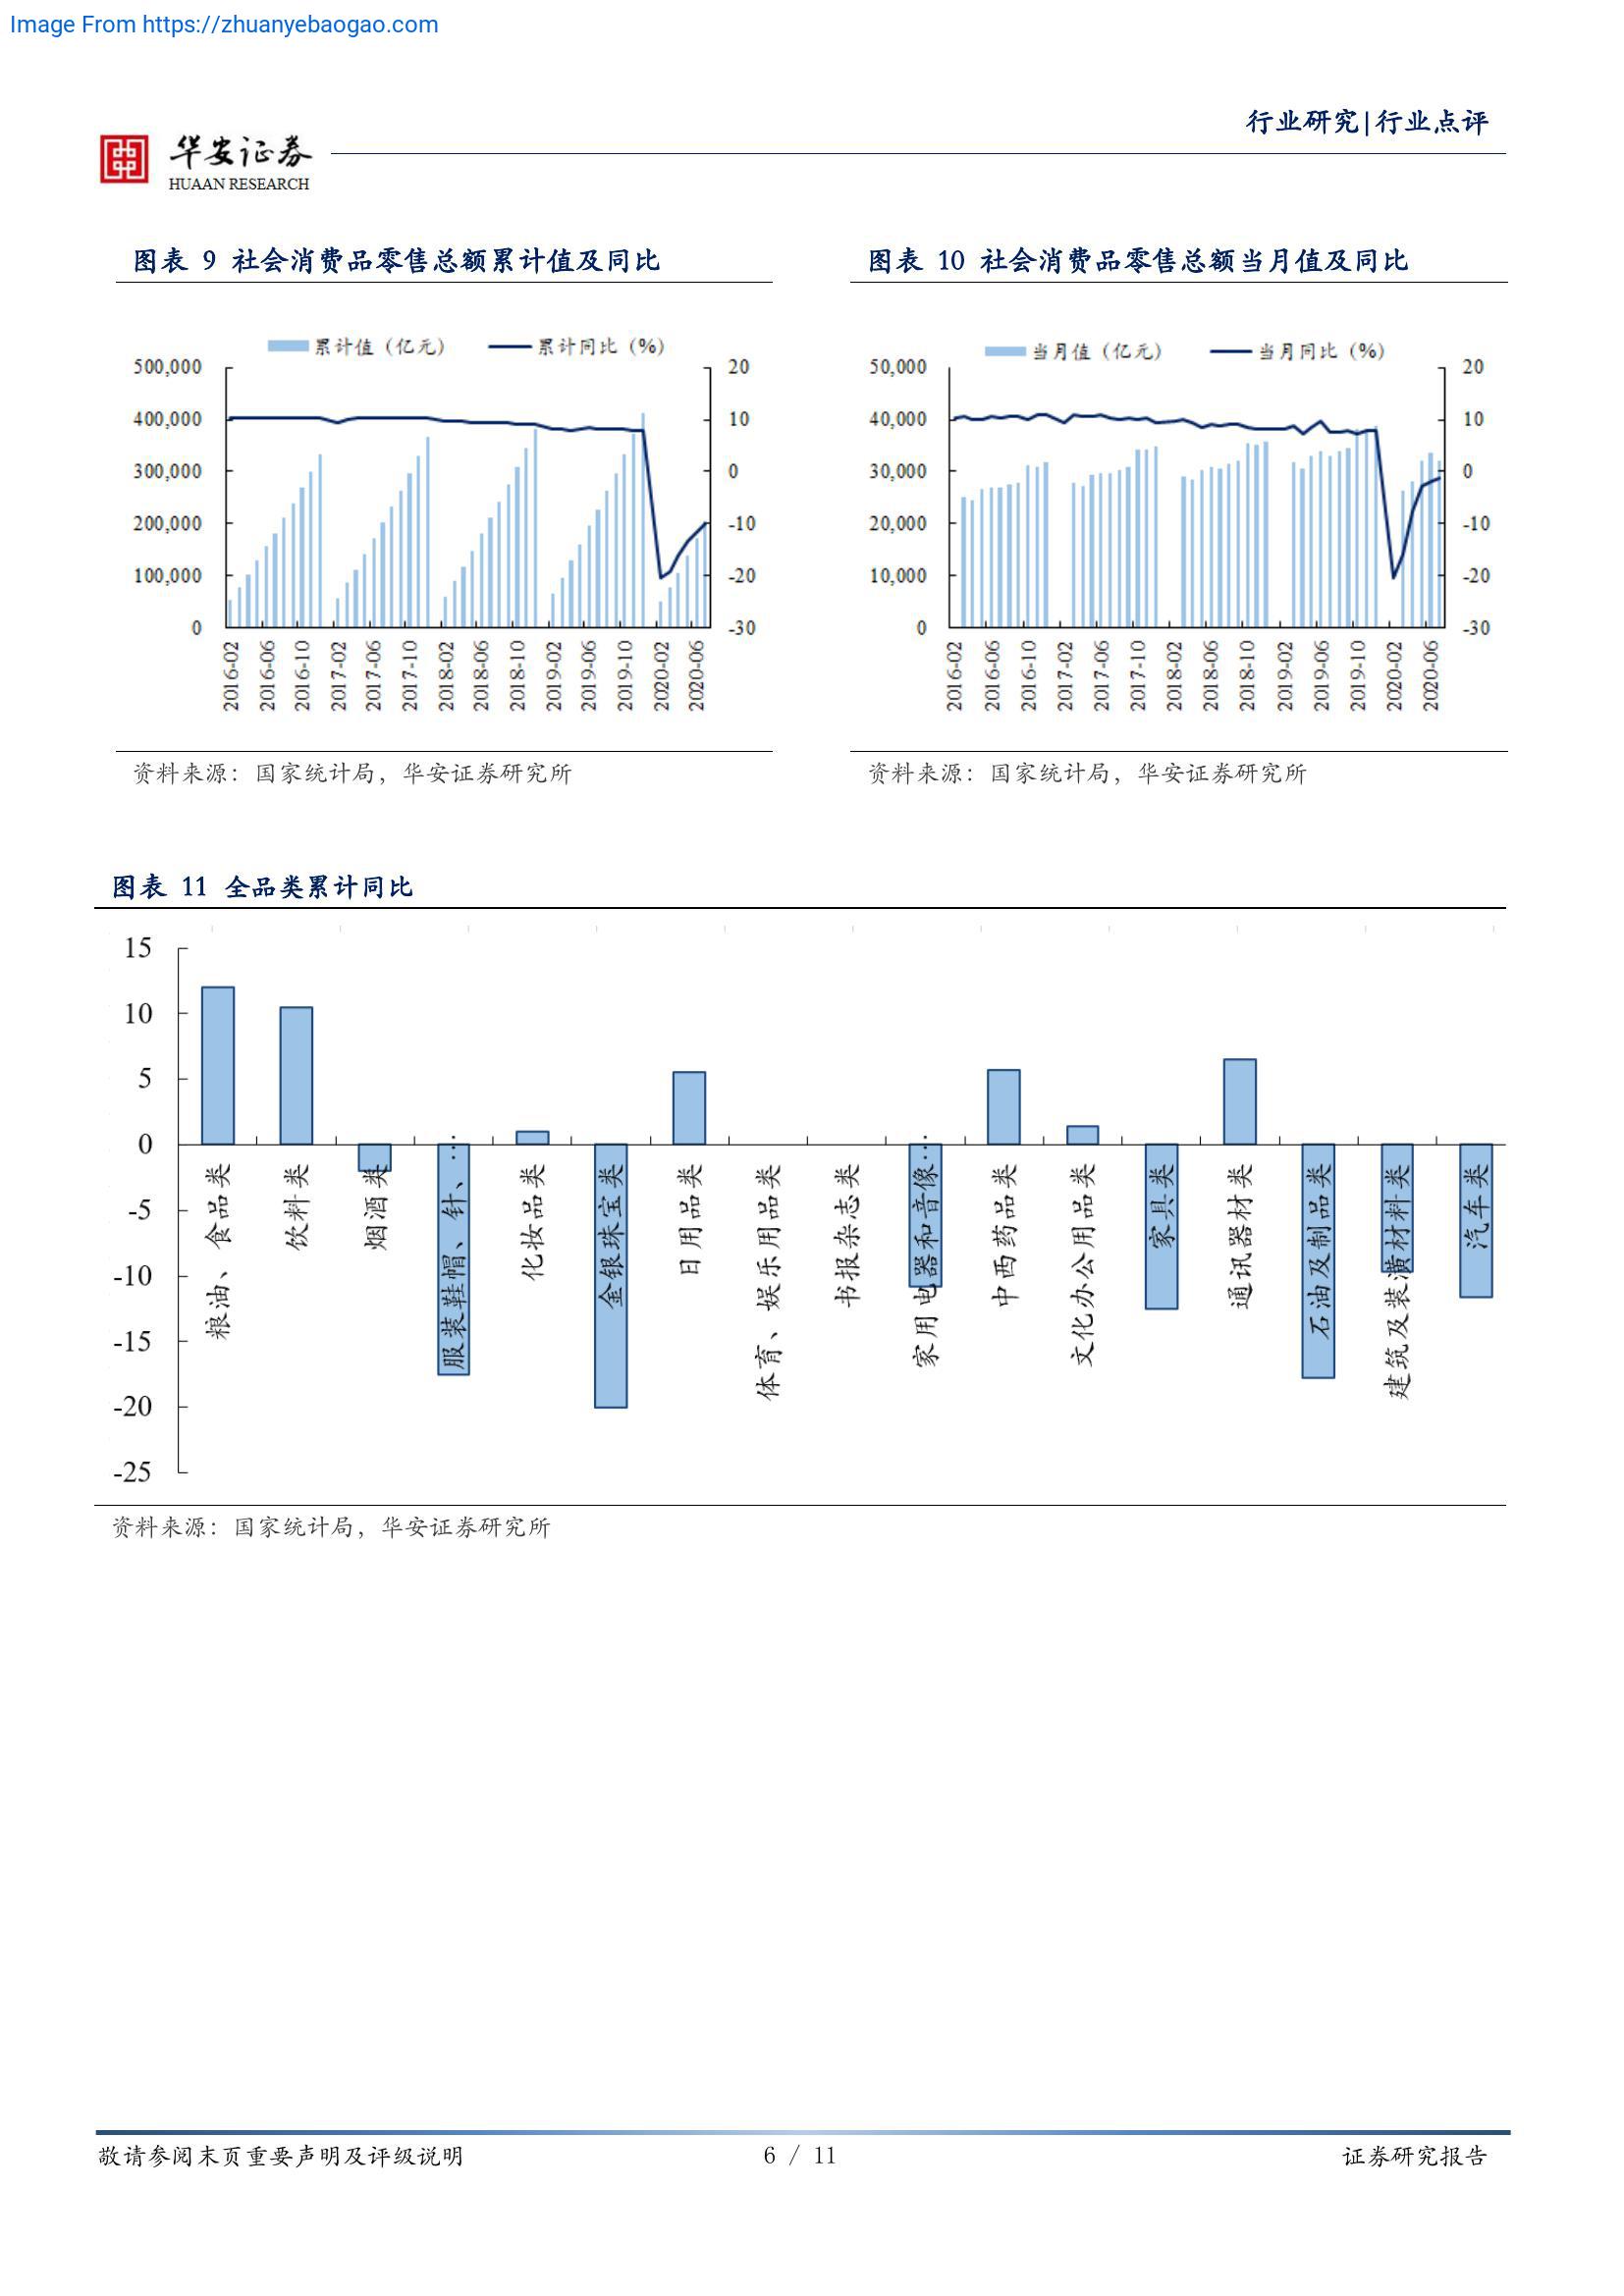 Image From https://zhuanyebaogao.com
行业研究|行业点评
华安证券
HUAAN RESEARCH
图表 9 社会消费品零售总额累计值及同比
累计值（亿元） 累计同比（%）
500,000
400,000
300,000
200,000
100,000
0
20
10
0
-10
-20
-30
2016-02
2016-06
2016-10
2017-02
2017-06
2017-10
2018-02
2018-06
2018-10
2019-02
2019-06
2019-10
2020-02
2020-06
资料来源：国家统计局，华安证券研究所
图表 10 社会消费品零售总额当月值及同比
当月值（亿元） 当月同比（%）
50,000
40,000
30,000
20,000
10,000
0
20
10
0
-10
-20
-30
2016-02
2016-06
2016-10
2017-02
2017-06
2017-10
2018-02
2018-06
2018-10
2019-02
2019-06
2019-10
2020-02
2020-06
资料来源：国家统计局，华安证券研究所
图表 11 全品类累计同比
15
10
5
0
-5
-10
-15
-20
-25
粮油、食品类
饮料类
烟酒类
服装鞋帽、针、…
化妆品类
金银珠宝类
日用品类
体育、娱乐用品类
书报杂志类
家用电器和音像…
中西药品类
文化办公用品类
家具类
通讯器材类
石油及制品类
建筑及装潢材料类
汽车类
资料来源：国家统计局，华安证券研究所
敬请参阅末页重要声明及评级说明
6 / 11
证券研究报告